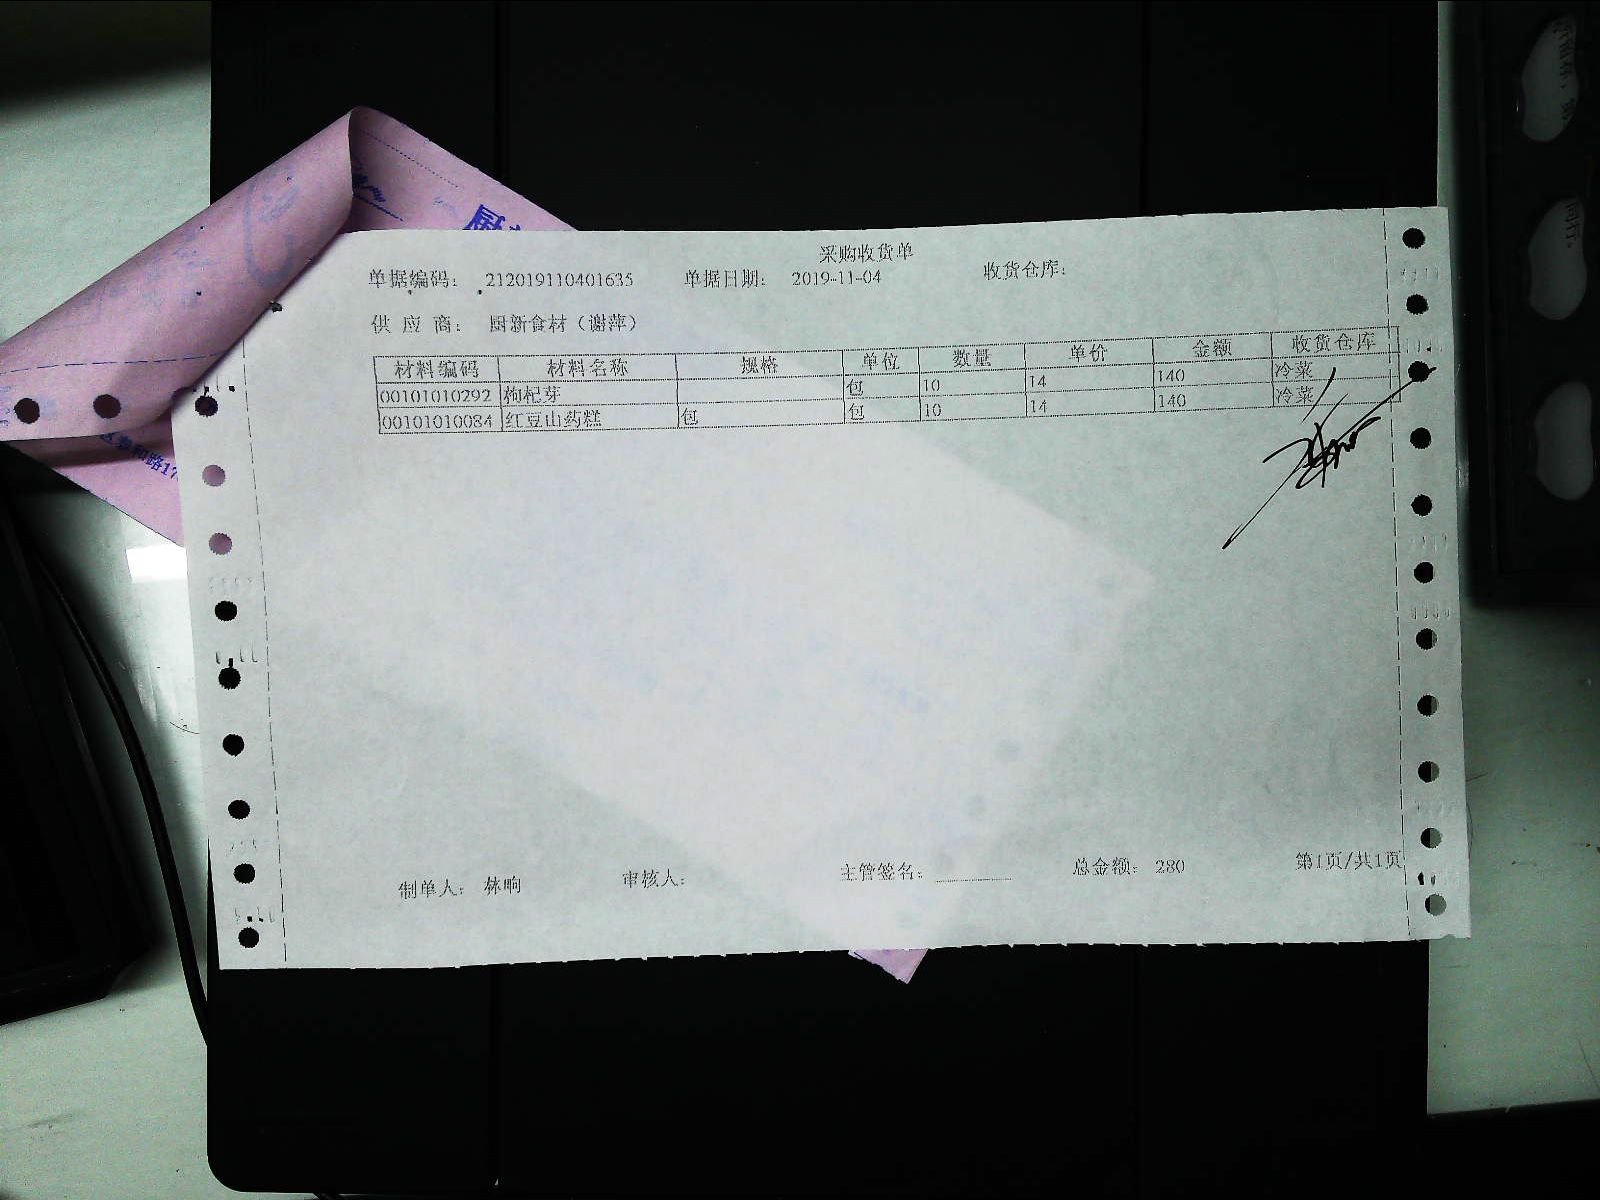 采购收货单
单据编码： 212019110401635 单据日期： 2019-11-04 收货仓库：
供 应 商： 厨新食材（谢萍）
材料编码 材料名称 规格 单位 数量 单价 金额 收货仓库
00101010292 枸杞芽 包 10 14 140 冷菜
00101010084 红豆山药糕 包 包 10 14 140 冷菜
制单人： 林响 审核人： 主管签名： 总金额： 280 第1页/共1页